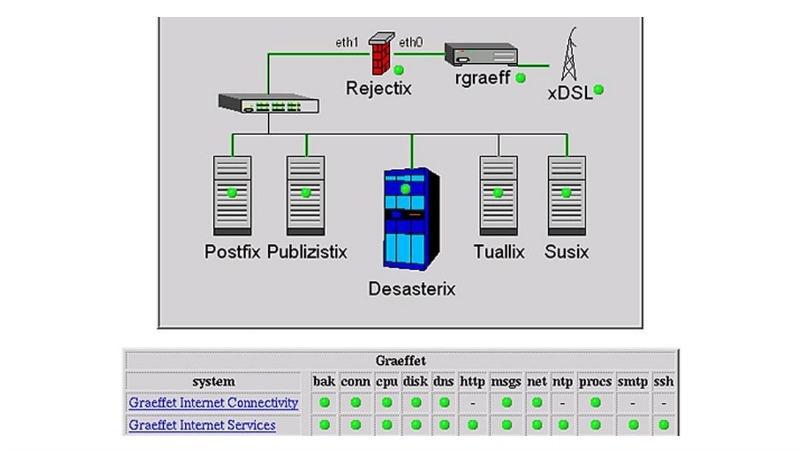 eth1 eth0
Rejectix
rgraeff
xDSL
Postfix Publizistix Tuallix Susix
Desasterix
Graeffet
system bak conn cpu disk dns http msgs net ntp procs smtp ssh
Graeffet Internet Connectivity - - - -
Graeffet Internet Services